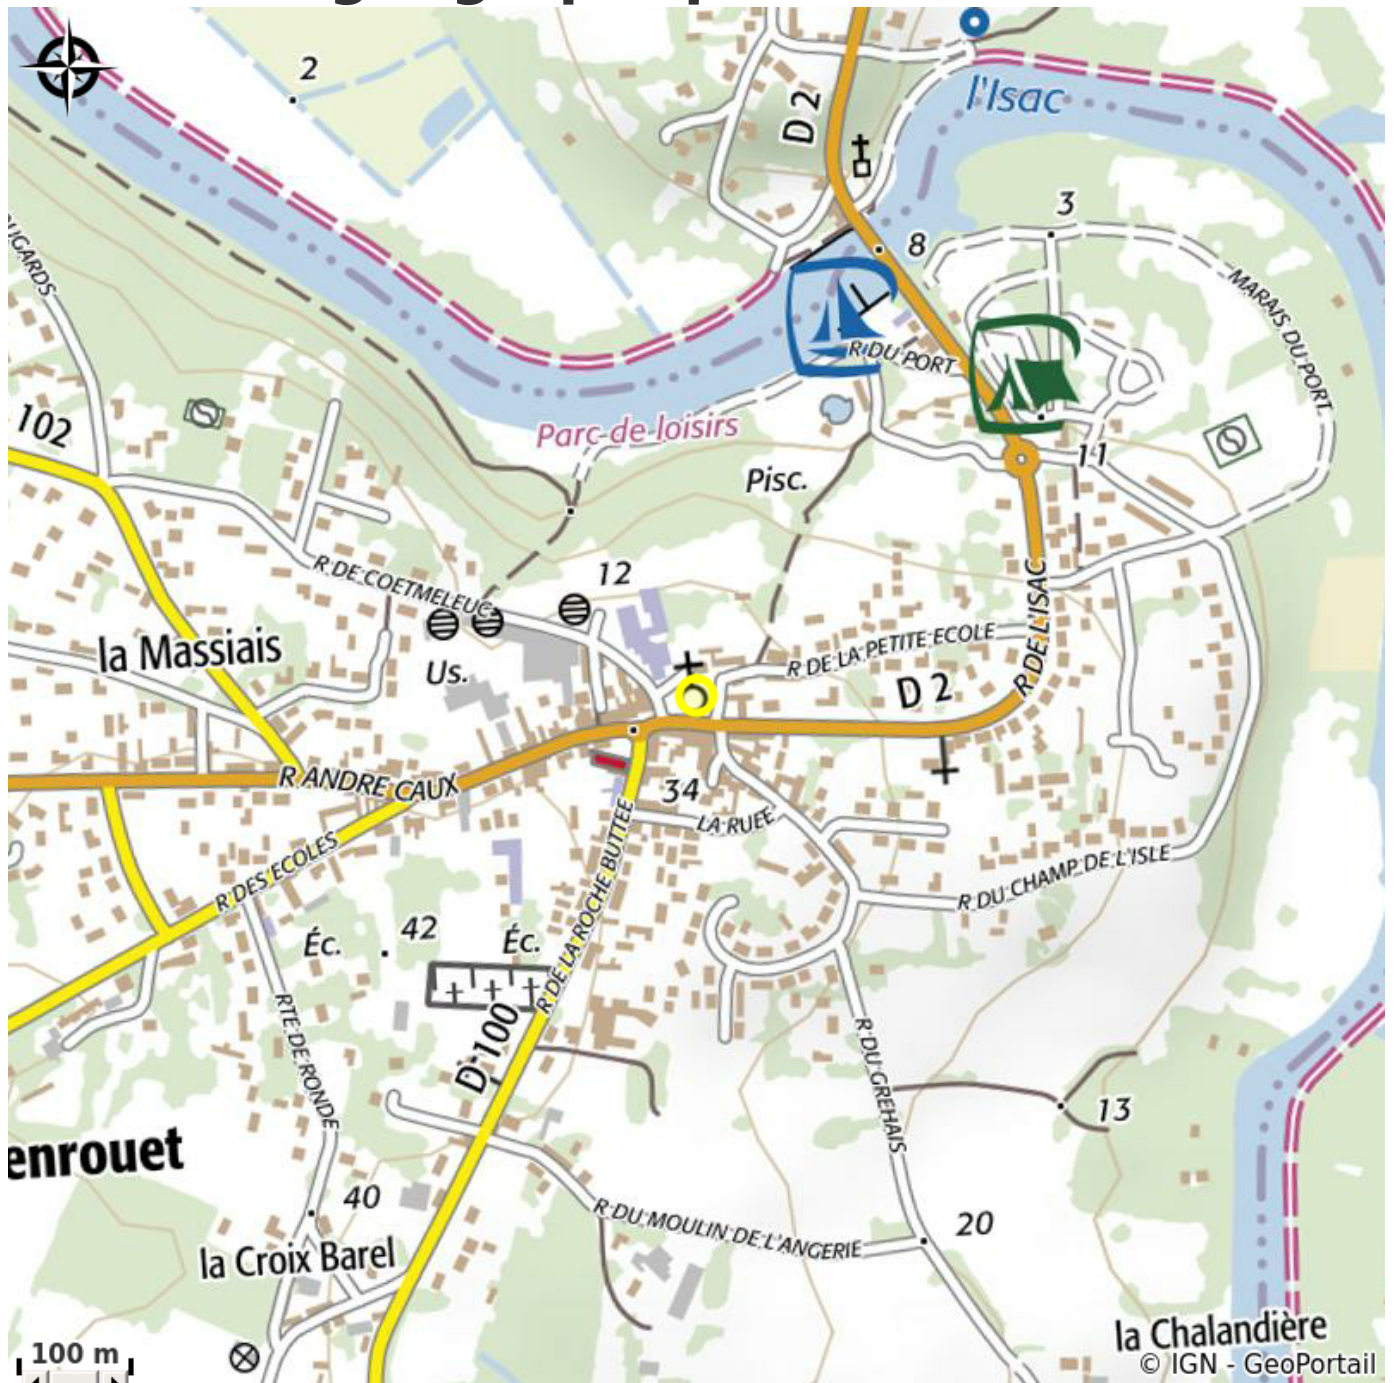 2
D 2
l'Isac
3
8
UGARDS
MARAIS DU PORT
R DU PORT
102
Parc de loisirs
11
Pisc.
12
R DE COETMELEUC
R DE L'ISAC
R DE LA PETITE ECOLE
la Massiais
Us.
D 2
R ANDRE CAUX
34
LA RUEE
R DES ECOLES
R DE LA ROCHE BUTTEE
R DU CHAMP DE L'ISLE
Éc.
42
Éc.
RTE DE RONDE
D 100
R DU GREHAIS
13
enrouet
40
R DU MOULIN DE L'ANGERIE
20
la Croix Barel
la Chalandière
100 m
© IGN - GeoPortail